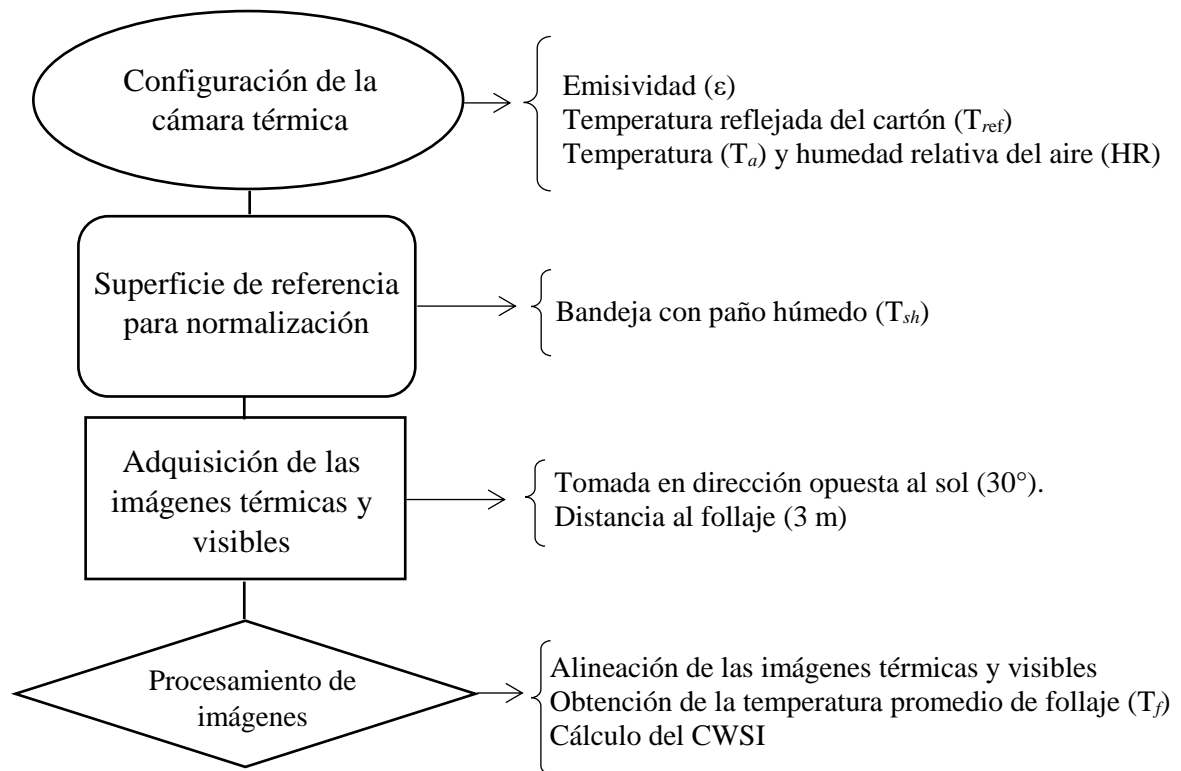 Configuración de la
cámara térmica
Emisividad (ε)
Temperatura reflejada del cartón (Tref)
Temperatura (Ta) y humedad relativa del aire (HR)
Superficie de referencia
para normalización
Bandeja con paño húmedo (Tsh)
Adquisición de las
imágenes térmicas y
visibles
Tomada en dirección opuesta al sol (30°).
Distancia al follaje (3 m)
Procesamiento de
imágenes
Alineación de las imágenes térmicas y visibles
Obtención de la temperatura promedio de follaje (Tf)
Cálculo del CWSI